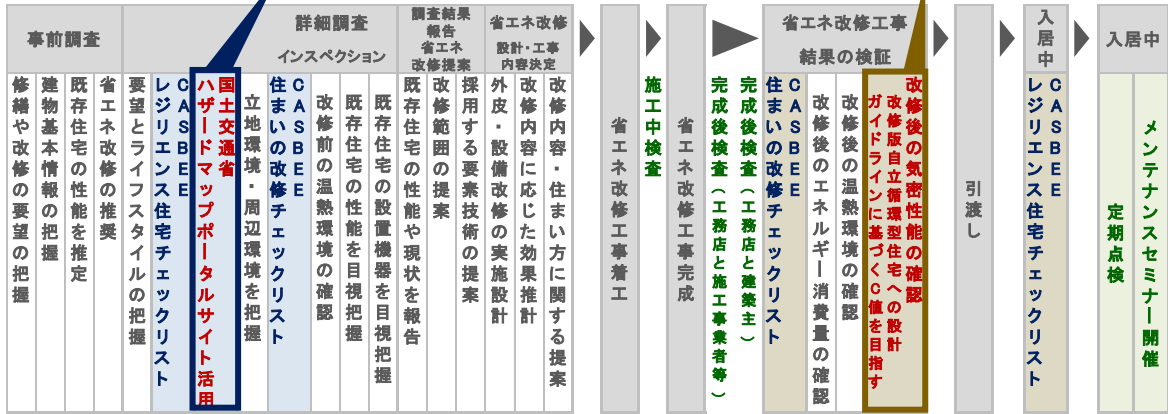 事前調査
修繕や改修の要望の把握
建物基本情報の把握
既存住宅の性能を推定
省エネ改修の推奨
詳細調査
インスペクション
要望とライフスタイルの把握
CASBEE
レジリエンス住宅チェックリスト
国土交通省
ハザードマップポータルサイト活用
立地環境・周辺環境を把握
CASBEE
住まいの改修チェックリスト
改修前の温熱環境の確認
既存住宅の性能を目視把握
既存住宅の設置機器を目視把握
調査結果
報告
省エネ
改修提案
既存住宅の性能や現状を報告
改修範囲の提案
採用する要素技術の提案
省エネ改修
設計・工事
内容決定
外皮・設備改修の実施設計
改修内容に応じた効果推計
改修内容・住まい方に関する提案
省エネ改修工事着工
施工中検査
省エネ改修工事完成
完成後検査（工務店と施工事業者等）
完成後検査（工務店と建築主）
省エネ改修工事
結果の検証
CASBEE
住まいの改修チェックリスト
改修後のエネルギー消費量の確認
改修後の温熱環境の確認
改修後の気密性能の確認
改修版自立循環型住宅への設計
ガイドラインに基づくC値を目指す
引渡し
入居中
CASBEE
レジリエンス住宅チェックリスト
入居中
定期点検
メンテナンスセミナー開催